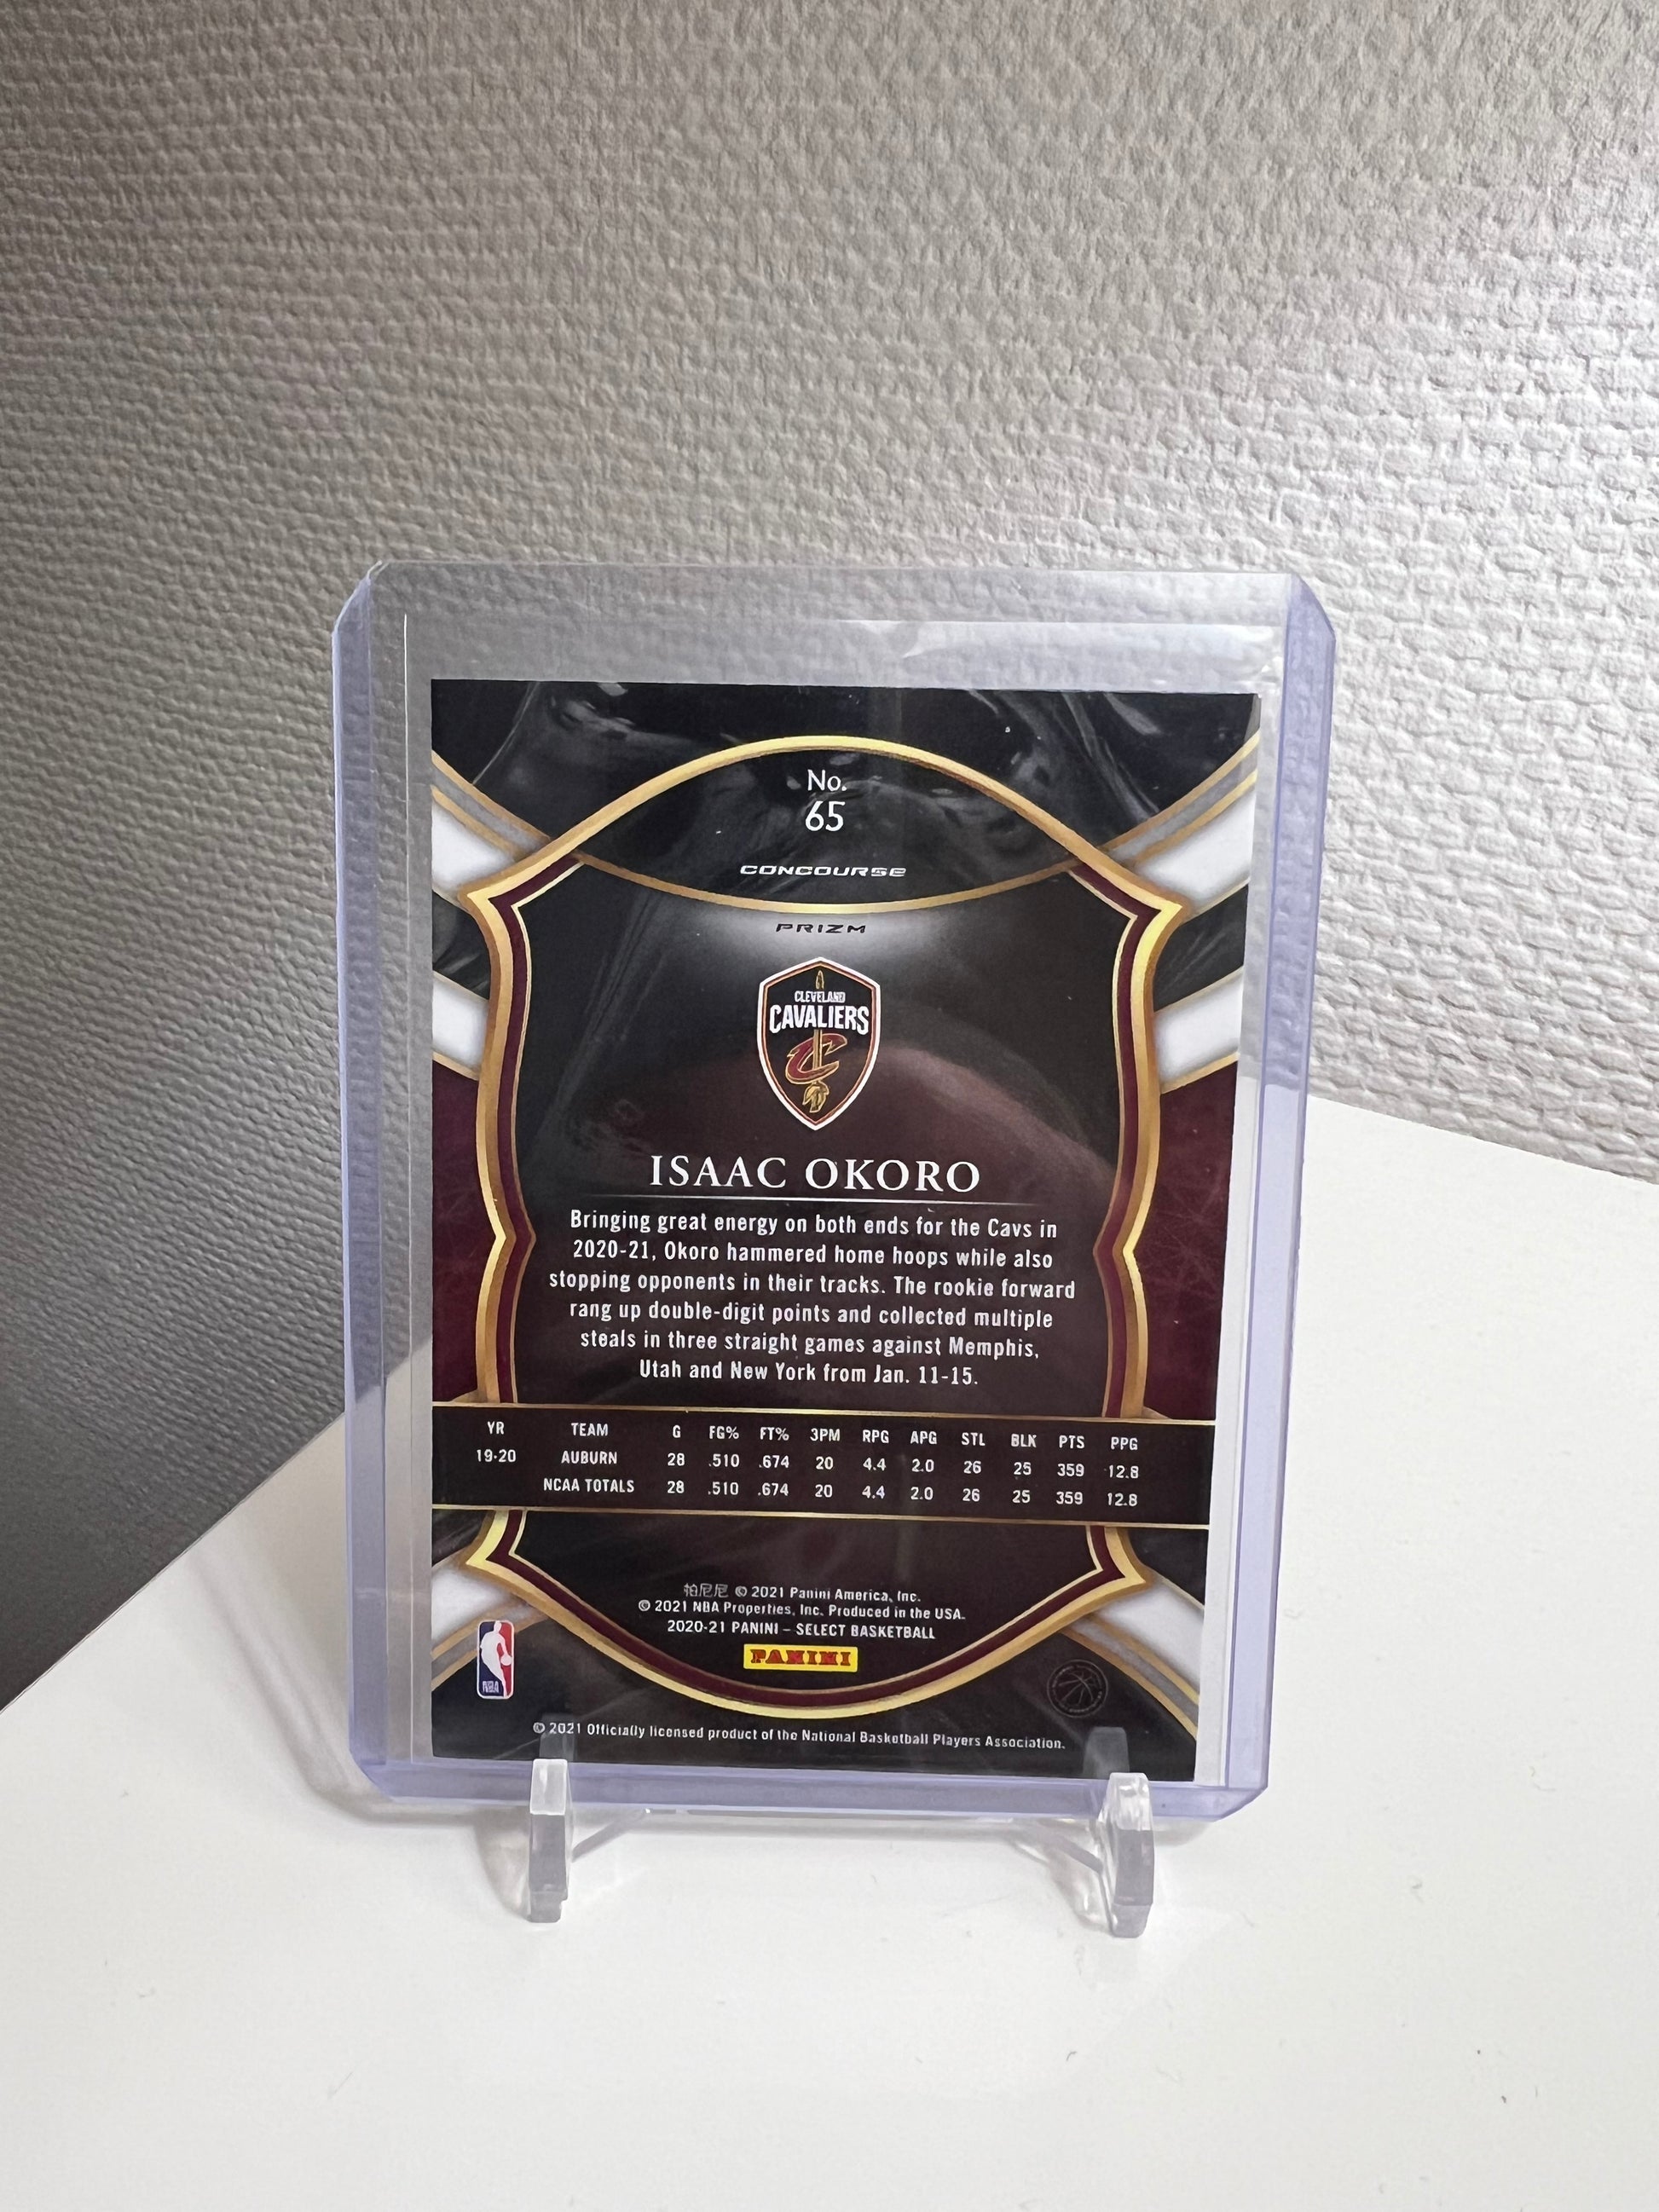 No.
65
CONCOURSE
PRIZM
CLEVELAND
CAVALIERS
C
ISAAC OKORO
Bringing great energy on both ends for the Cavs in
2020-21, Okoro hammered home hoops while also
stopping opponents in their tracks. The rookie forward
rang up double-digit points and collected multiple
steals in three straight games against Memphis,
Utah and New York from Jan. 11-15.
YR TEAM G FG% FT% 3PM RPG APG STL BLK PTS PPG
19-20 AUBURN 28 .510 .674 20 4.4 2.0 26 25 359 12.8
NCAA TOTALS 28 .510 .674 20 4.4 2.0 26 25 359 12.8
帕尼尼 © 2021 Panini America, Inc.
© 2021 NBA Properties, Inc. Produced in the USA.
2020-21 PANINI – SELECT BASKETBALL
PANINI
NBA
© 2021 Officially licensed product of the National Basketball Players Association.